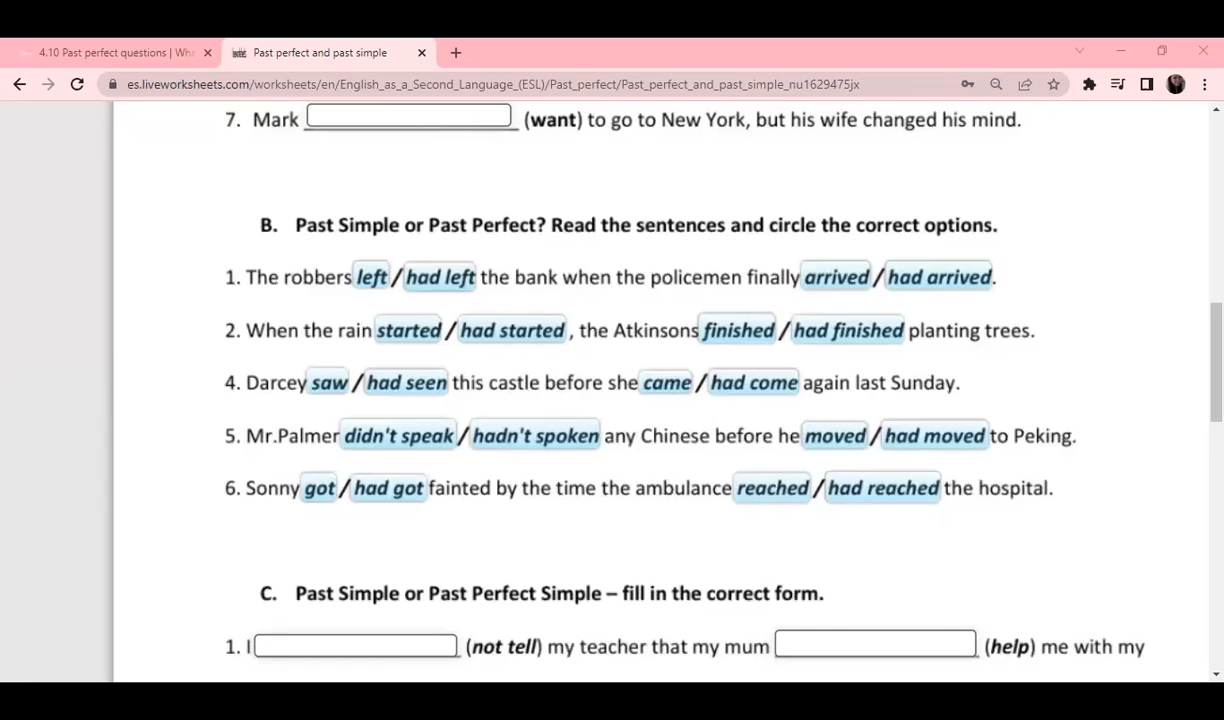 4.10 Past perfect questions | Wha
Past perfect and past simple
es.liveworksheets.com/worksheets/en/English_as_a_Second_Language_(ESL)/Past_perfect/Past_perfect_and_past_simple_nu1629475jx
7. Mark (want) to go to New York, but his wife changed his mind.
B. Past Simple or Past Perfect? Read the sentences and circle the correct options.
1. The robbers left / had left the bank when the policemen finally arrived / had arrived.
2. When the rain started / had started , the Atkinsons finished / had finished planting trees.
4. Darcey saw / had seen this castle before she came / had come again last Sunday.
5. Mr.Palmer didn't speak / hadn't spoken any Chinese before he moved / had moved to Peking.
6. Sonny got / had got fainted by the time the ambulance reached / had reached the hospital.
C. Past Simple or Past Perfect Simple – fill in the correct form.
1. I (not tell) my teacher that my mum (help) me with my